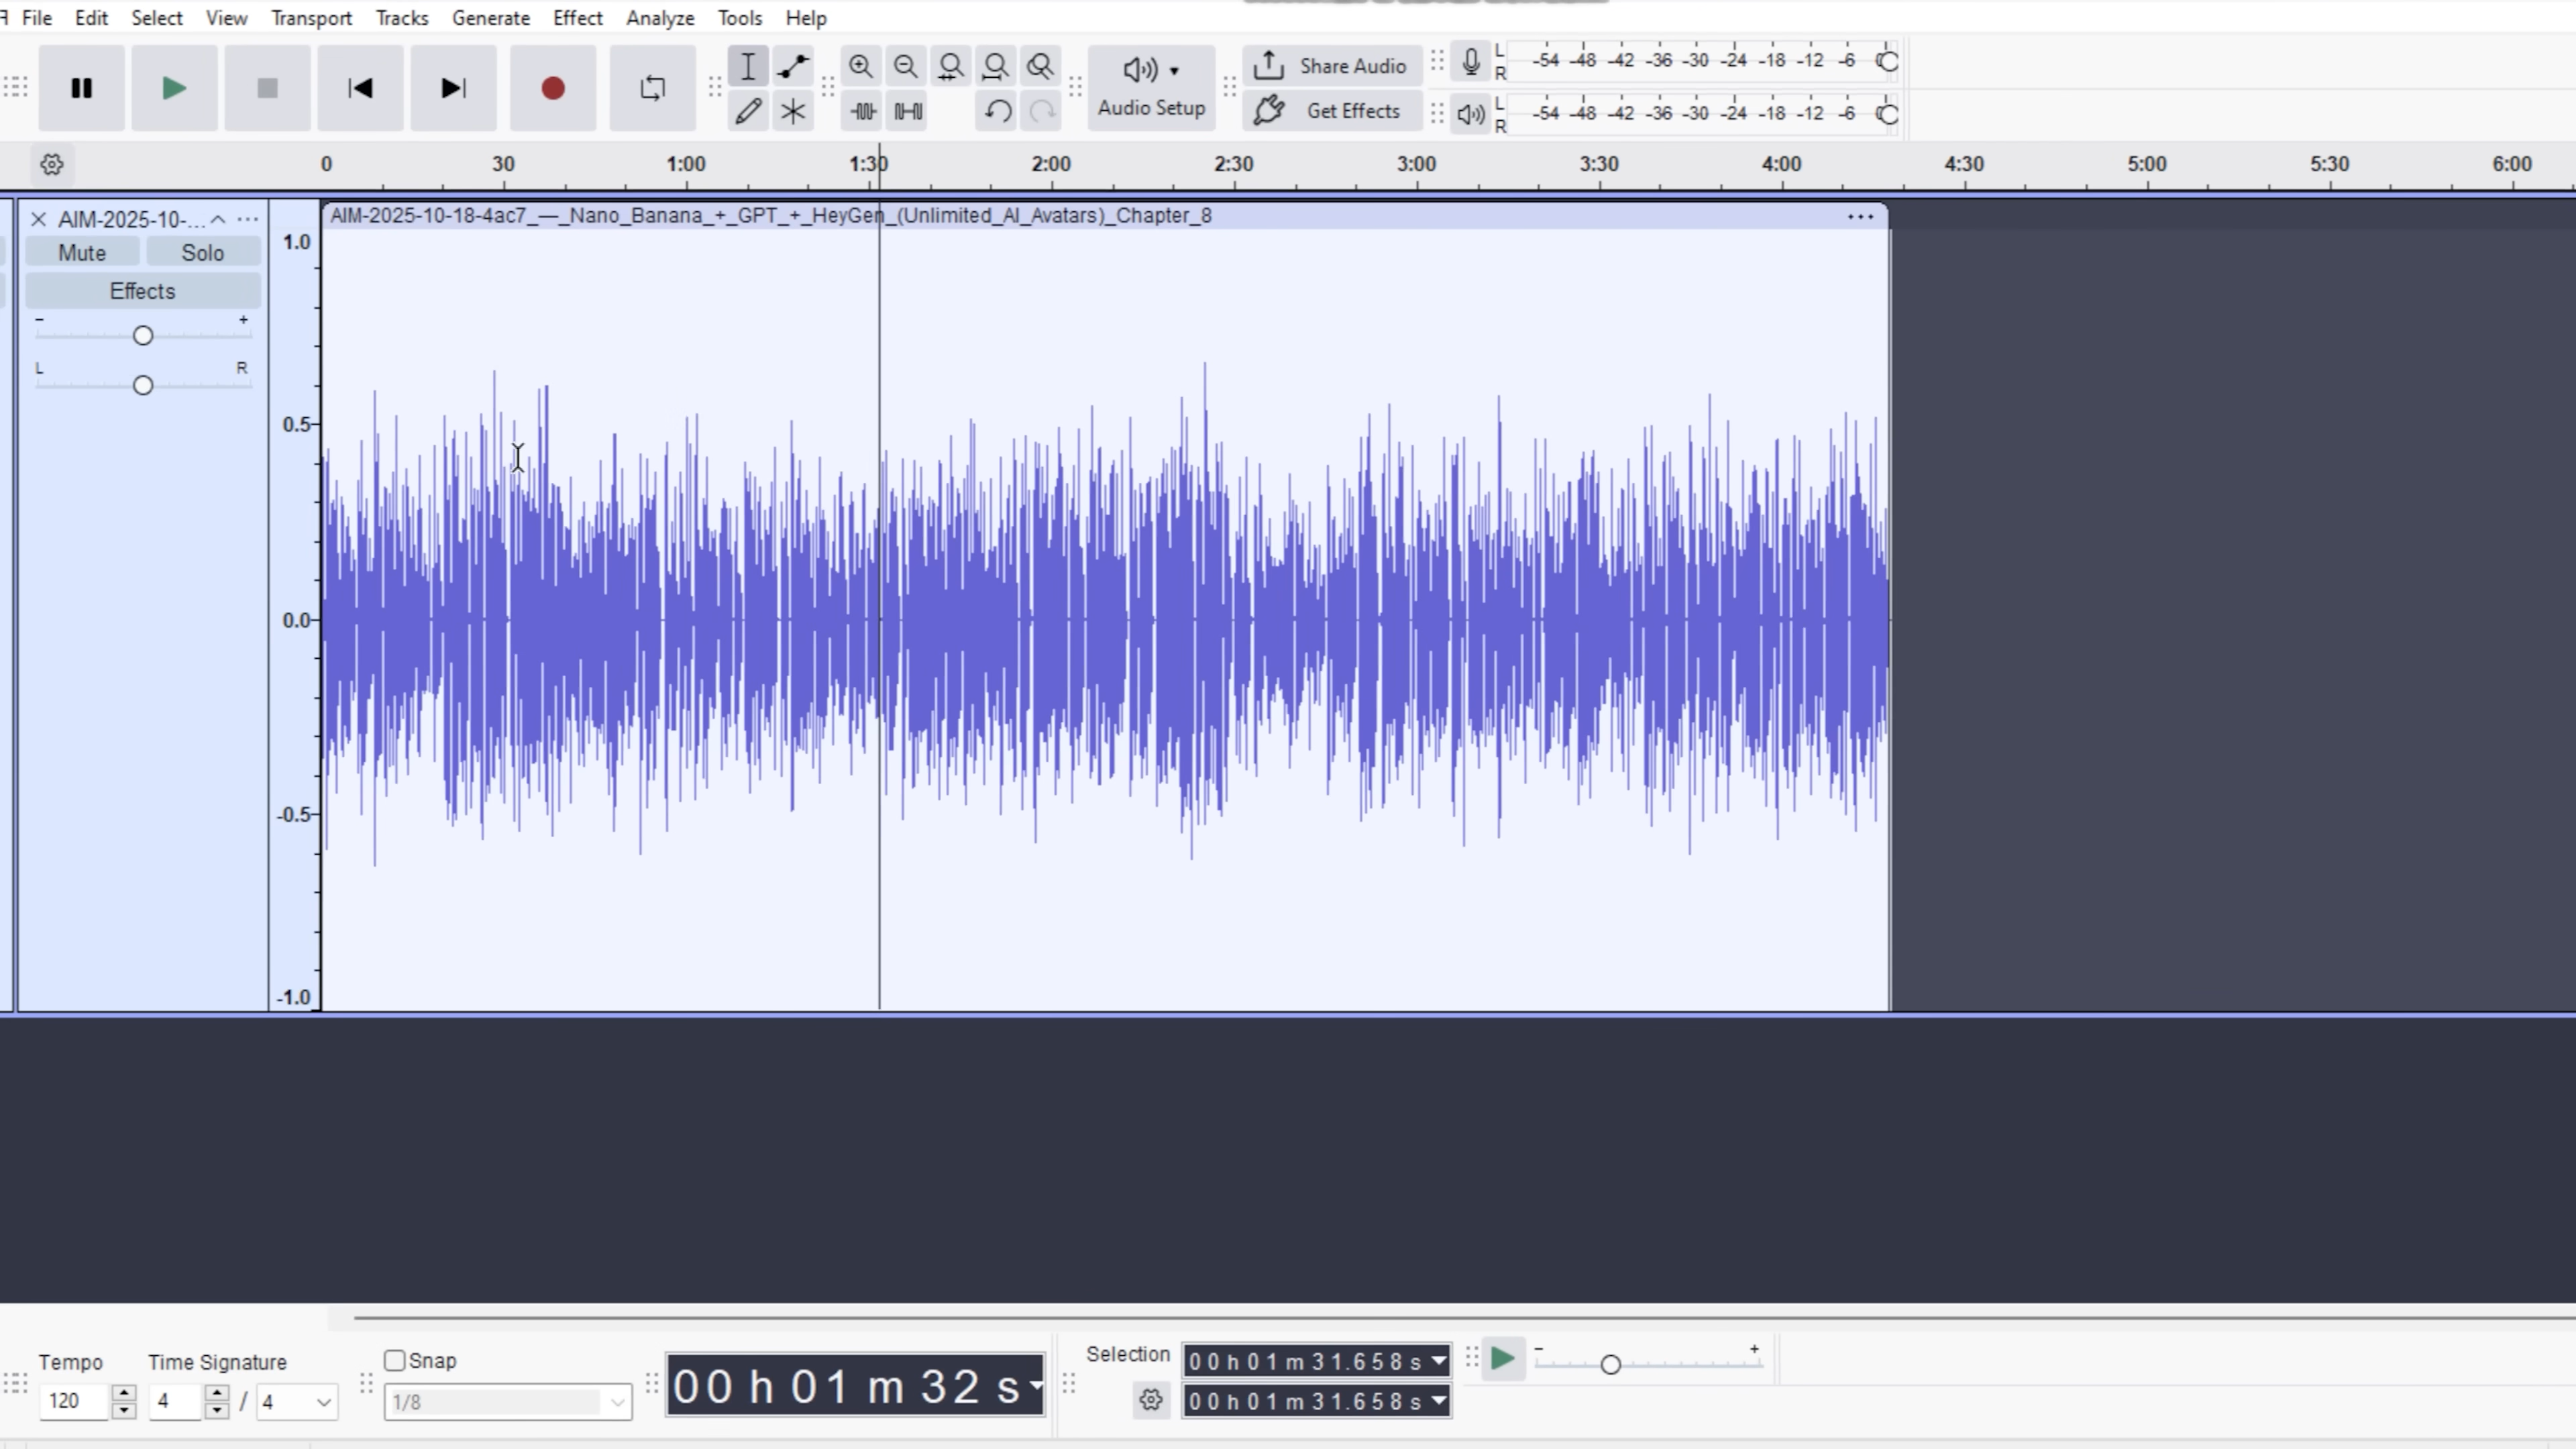 File Edit Select View Transport Tracks Generate Effect Analyze Tools Help
Audio Setup
Share Audio
Get Effects
L
R
-54 -48 -42 -36 -30 -24 -18 -12 -6 0
L
R
-54 -48 -42 -36 -30 -24 -18 -12 -6 0
0 30 1:00 1:30 2:00 2:30 3:00 3:30 4:00 4:30 5:00 5:30 6:00
AIM-2025-10-...
Mute Solo
Effects
- +
L R
AIM-2025-10-18-4ac7_—_Nano_Banana_+_GPT_+_HeyGen_(Unlimited_AI_Avatars)_Chapter_8
1.0
0.5
0.0
-0.5
-1.0
Tempo
120
Time Signature
4 / 4
Snap
1/8
00 h 01 m 32 s
Selection
00 h 01 m 31.658 s
00 h 01 m 31.658 s
- +